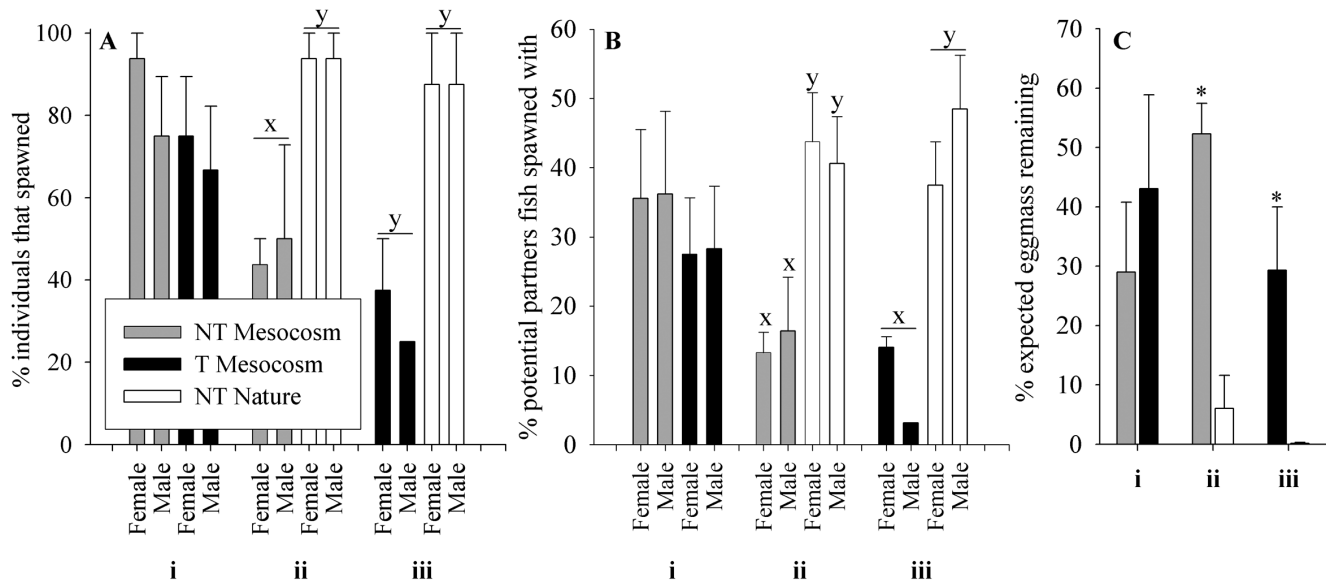 A
% individuals that spawned
100
80
60
40
20
0
x
y
y
y
NT Mesocosm
T Mesocosm
NT Nature
Female
Male
Female
Male
Female
Male
Female
Male
Female
Male
Female
Male
i
ii
iii
B
% potential partners fish spawned with
60
50
40
30
20
10
0
x
x
y
y
x
y
Female
Male
Female
Male
Female
Male
Female
Male
Female
Male
Female
Male
i
ii
iii
C
% expected eggmass remaining
70
60
50
40
30
20
10
0
*
*
i
ii
iii